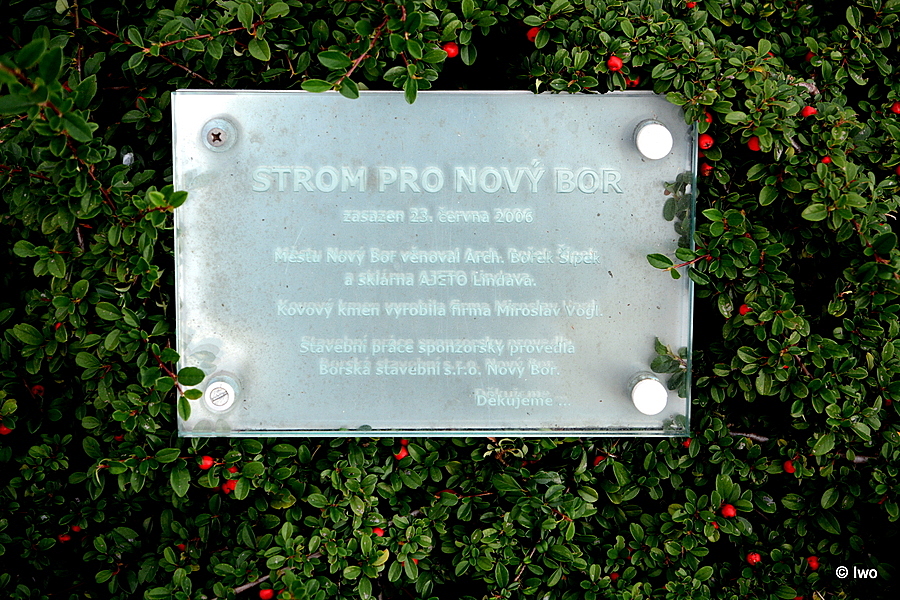 STROM PRO NOVÝ BOR
zasazen 23. června 2006
Městu Nový Bor věnoval Arch. Bořek Šípek
a sklárna AJETO Lindava.
Kovový kmen vyrobila firma Miroslav Vogl.
Stavební práce sponzorsky provedla
Borská stavební s.r.o. Nový Bor.
Děkujeme ...
© Iwo